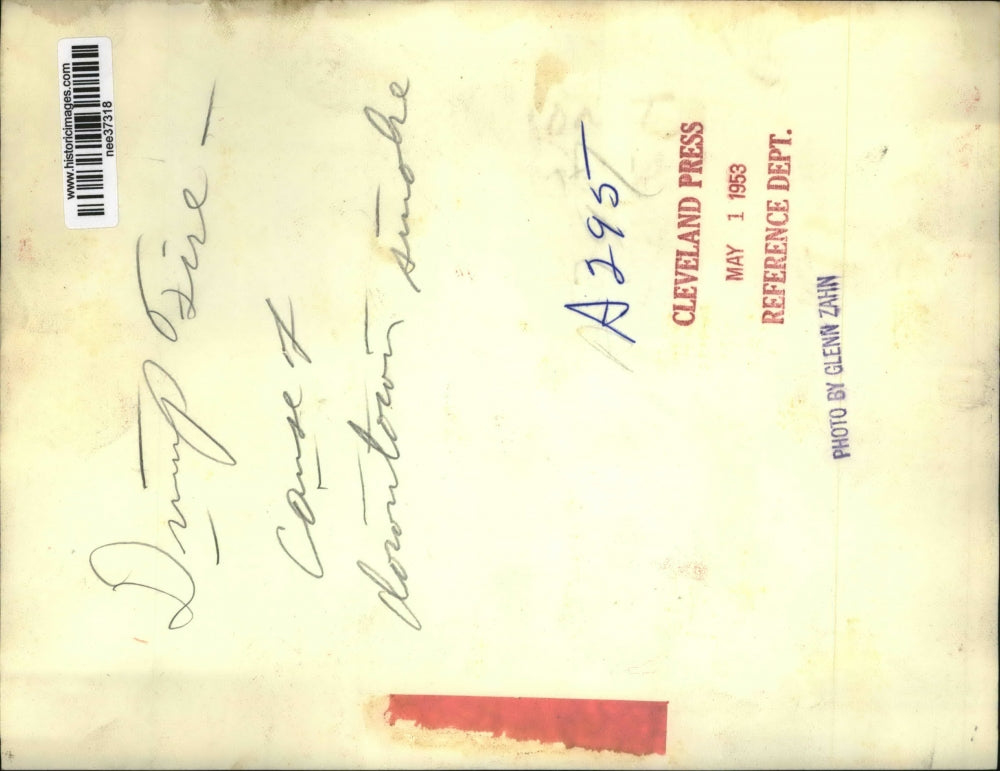 www.historicimages.com
nee37318
Dump Fire –
Cause of
downtown smoke
A295
CLEVELAND PRESS
MAY 1 1953
REFERENCE DEPT.
PHOTO BY GLENN ZAHN